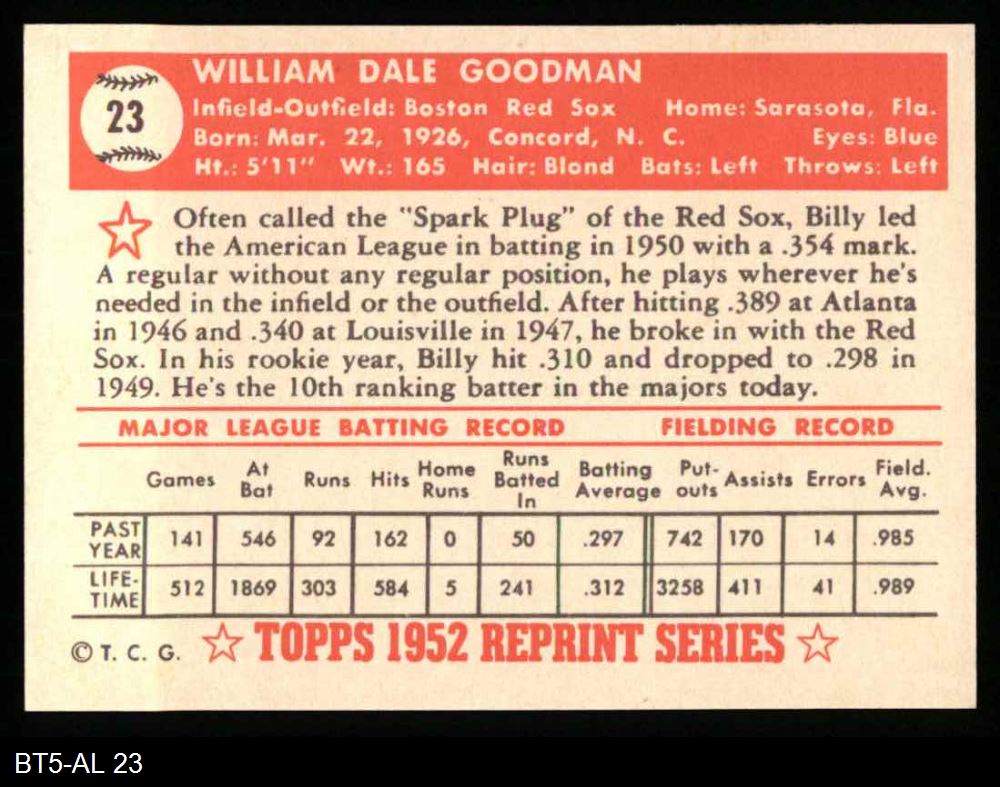 23
WILLIAM DALE GOODMAN
Infield-Outfield: Boston Red Sox Home: Sarasota, Fla.
Born: Mar. 22, 1926, Concord, N. C. Eyes: Blue
Ht.: 5'11" Wt.: 165 Hair: Blond Bats: Left Throws: Left
Often called the "Spark Plug" of the Red Sox, Billy led
the American League in batting in 1950 with a .354 mark.
A regular without any regular position, he plays wherever he's
needed in the infield or the outfield. After hitting .389 at Atlanta
in 1946 and .340 at Louisville in 1947, he broke in with the Red
Sox. In his rookie year, Billy hit .310 and dropped to .298 in
1949. He's the 10th ranking batter in the majors today.
MAJOR LEAGUE BATTING RECORD FIELDING RECORD
Games At Bat Runs Hits Home Runs Runs Batted In Batting Average Put-outs Assists Errors Field. Avg.
PAST YEAR 141 546 92 162 0 50 .297 742 170 14 .985
LIFE-TIME 512 1869 303 584 5 241 .312 3258 411 41 .989
© T. C. G. TOPPS 1952 REPRINT SERIES
BT5-AL 23